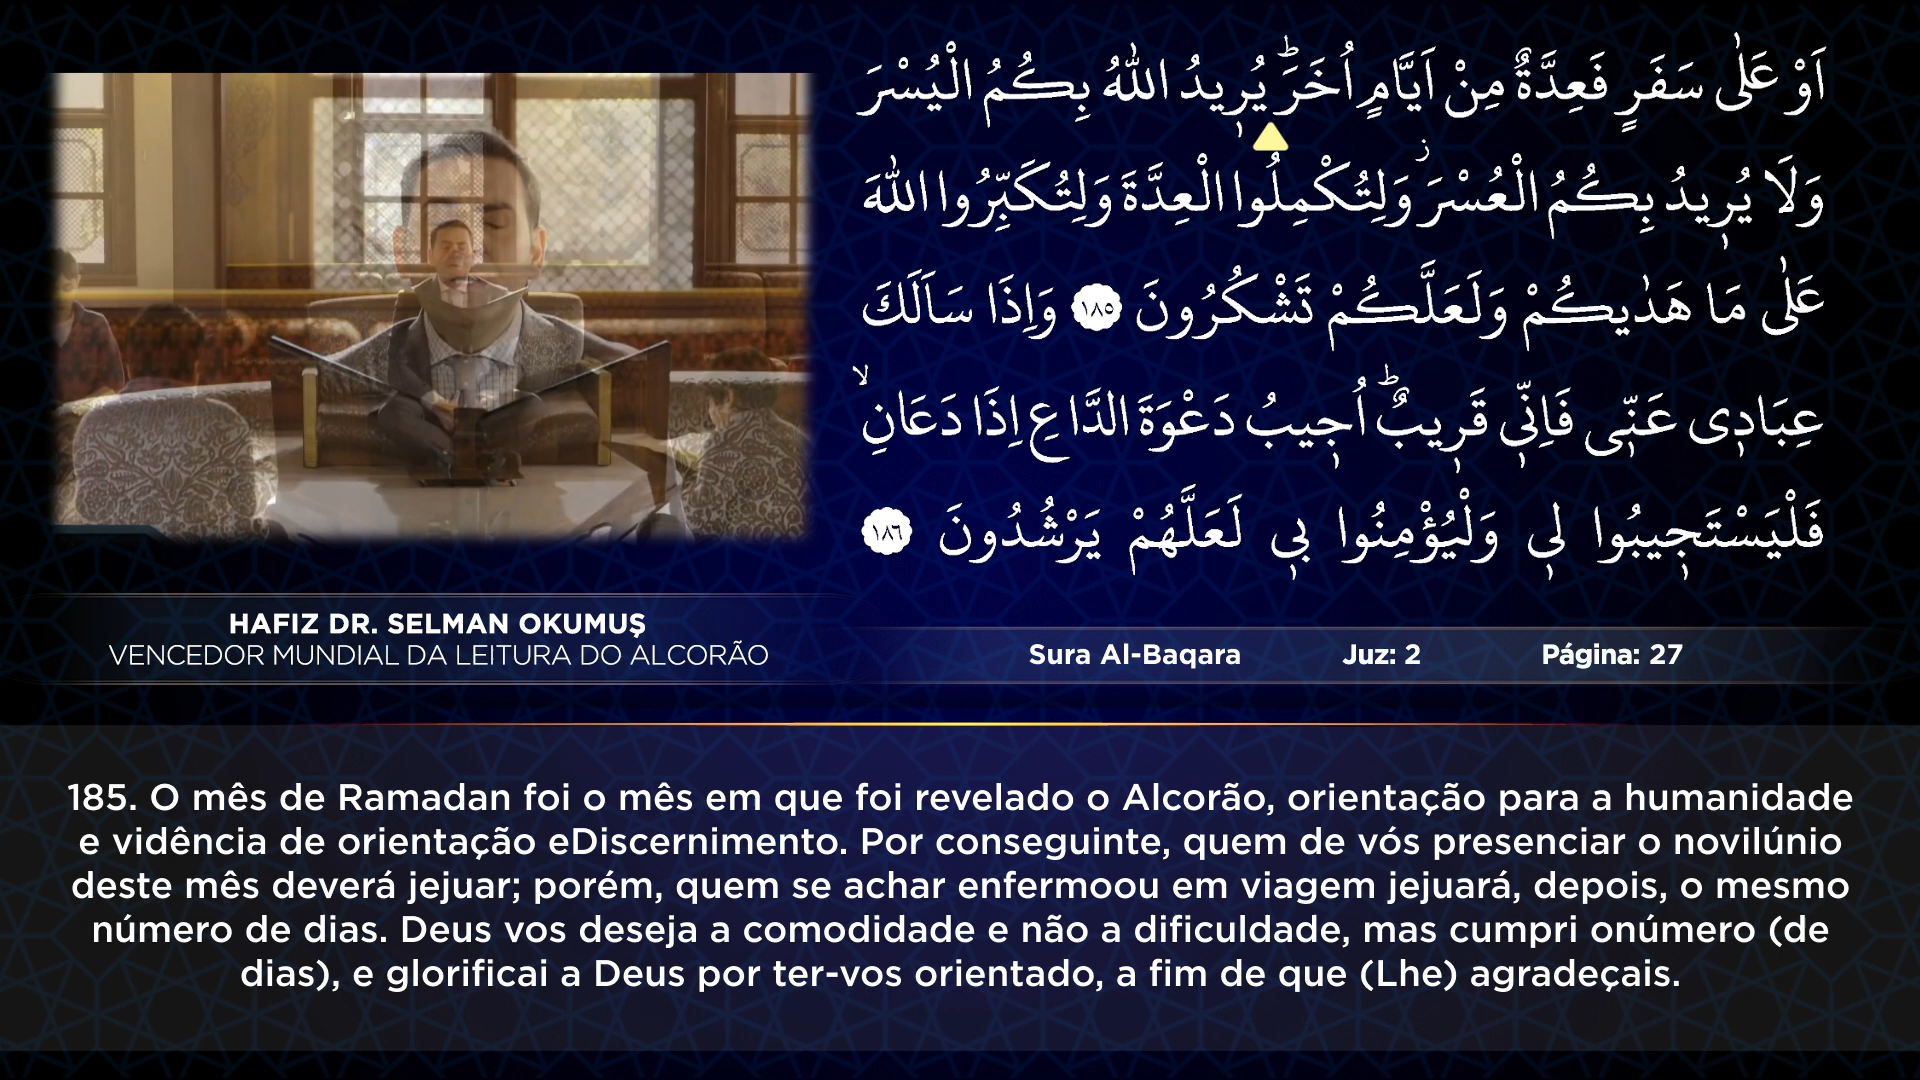 اَوْ عَلٰى سَفَرٍ فَعِدَّةٌ مِنْ اَيَّامٍ اُخَرَۜ يُرٖيدُ اللّٰهُ بِكُمُ الْيُسْرَ
وَلَا يُرٖيدُ بِكُمُ الْعُسْرَؗ وَلِتُكْمِلُوا الْعِدَّةَ وَلِتُكَبِّرُوا اللّٰهَ
عَلٰى مَا هَدٰيكُمْ وَلَعَلَّكُمْ تَشْكُرُونَ ١٨٥ وَاِذَا سَاَلَكَ
عِبَادٖى عَنّٖى فَاِنّٖى قَرٖيبٌؕ اُجٖيبُ دَعْوَةَ الدَّاعِ اِذَا دَعَانِۙ
فَلْيَسْتَجٖيبُوا لٖى وَلْيُؤْمِنُوا بٖى لَعَلَّهُمْ يَرْشُدُونَ ١٨٦
HAFIZ DR. SELMAN OKUMUŞ
VENCEDOR MUNDIAL DA LEITURA DO ALCORÃO
Sura Al-Baqara Juz: 2 Página: 27
185. O mês de Ramadan foi o mês em que foi revelado o Alcorão, orientação para a humanidade
e vidência de orientação eDiscernimento. Por conseguinte, quem de vós presenciar o novilúnio
deste mês deverá jejuar; porém, quem se achar enfermoou em viagem jejuará, depois, o mesmo
número de dias. Deus vos deseja a comodidade e não a dificuldade, mas cumpri onúmero (de
dias), e glorificai a Deus por ter-vos orientado, a fim de que (Lhe) agradeçais.